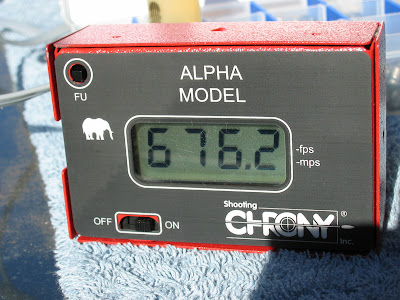 ALPHA
MODEL
FU
676.2
-fps
-mps
OFF ON
Shooting
CHRONY®
Inc.